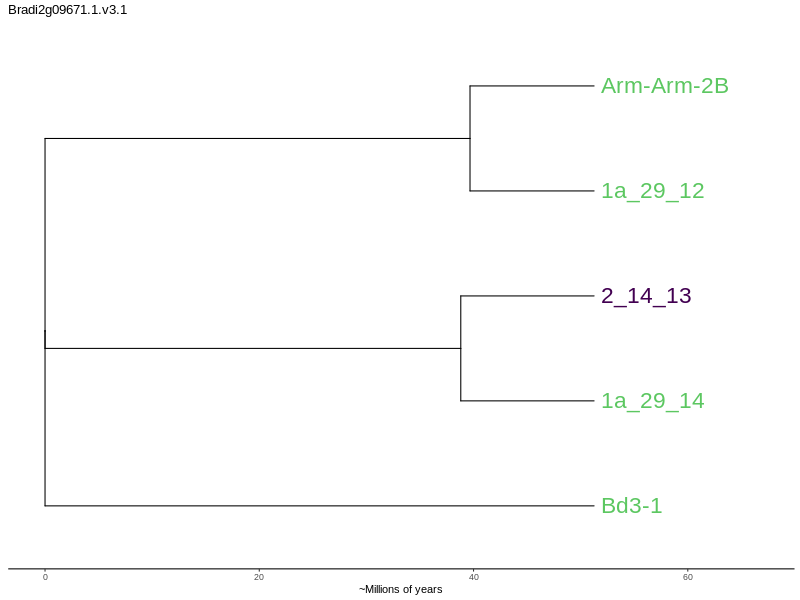 Bradi2g09671.1.v3.1
Arm-Arm-2B
1a_29_12
2_14_13
1a_29_14
Bd3-1
0 20 40 60
~Millions of years